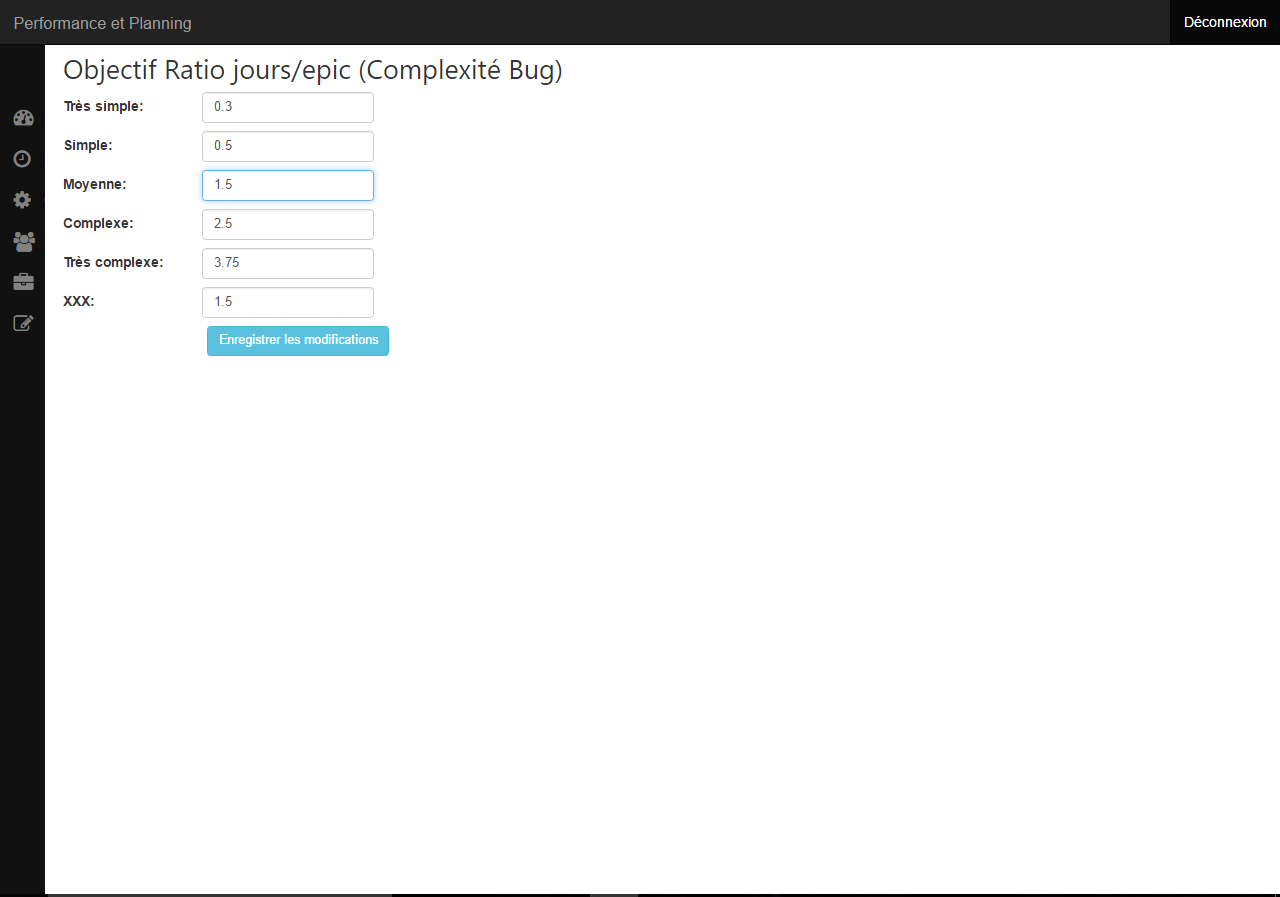 Performance et Planning Déconnexion
Objectif Ratio jours/epic (Complexité Bug)
Très simple: 0.3
Simple: 0.5
Moyenne: 1.5
Complexe: 2.5
Très complexe: 3.75
XXX: 1.5
Enregistrer les modifications